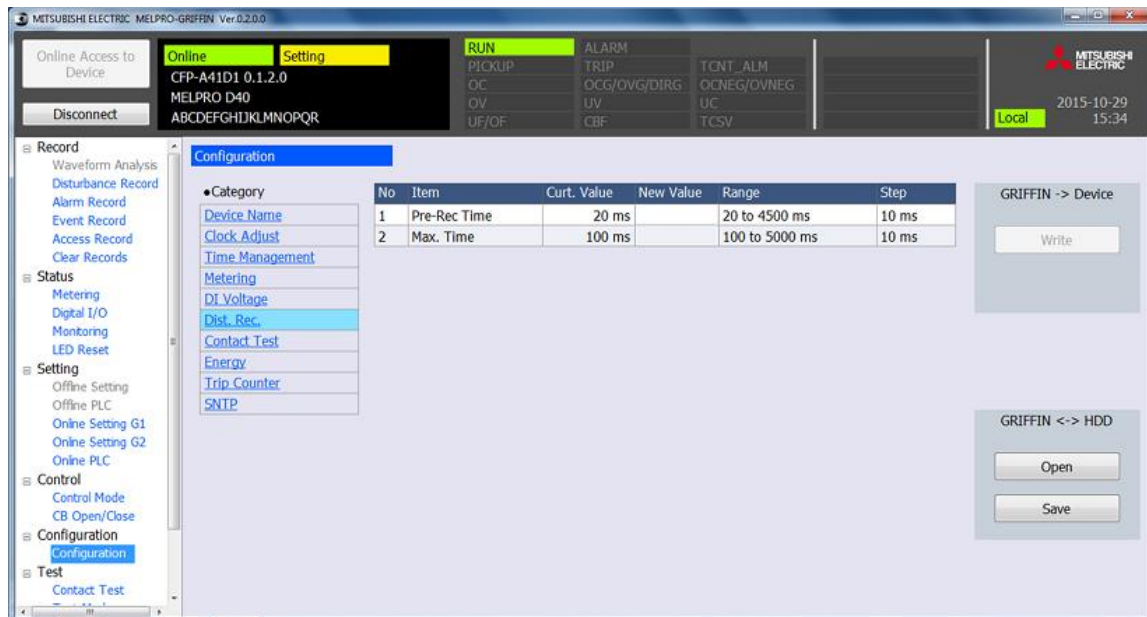 MITSUBISHI ELECTRIC MELPRO-GRIFFIN Ver.0.2.0.0
Online Access to
Device
Disconnect
Online Setting
CFP-A41D1 0.1.2.0
MELPRO D40
ABCDEFGHIJKLMNOPQR
RUN ALARM
PICKUP TRIP TCNT_ALM
OC OCG/OVG/DIRG OCNEG/OVNEG
OV UV UC
UF/OF CBF TCSV
MITSUBISHI
ELECTRIC
2015-10-29
Local 15:34
Record
Waveform Analysis
Disturbance Record
Alarm Record
Event Record
Access Record
Clear Records
Status
Metering
Digital I/O
Monitoring
LED Reset
Setting
Offline Setting
Offline PLC
Online Setting G1
Online Setting G2
Online PLC
Control
Control Mode
CB Open/Close
Configuration
Configuration
Test
Contact Test
Configuration
●Category
Device Name
Clock Adjust
Time Management
Metering
DI Voltage
Dist. Rec.
Contact Test
Energy
Trip Counter
SNTP
No Item Curt. Value New Value Range Step
1 Pre-Rec Time 20 ms 20 to 4500 ms 10 ms
2 Max. Time 100 ms 100 to 5000 ms 10 ms
GRIFFIN -> Device
Write
GRIFFIN <-> HDD
Open
Save